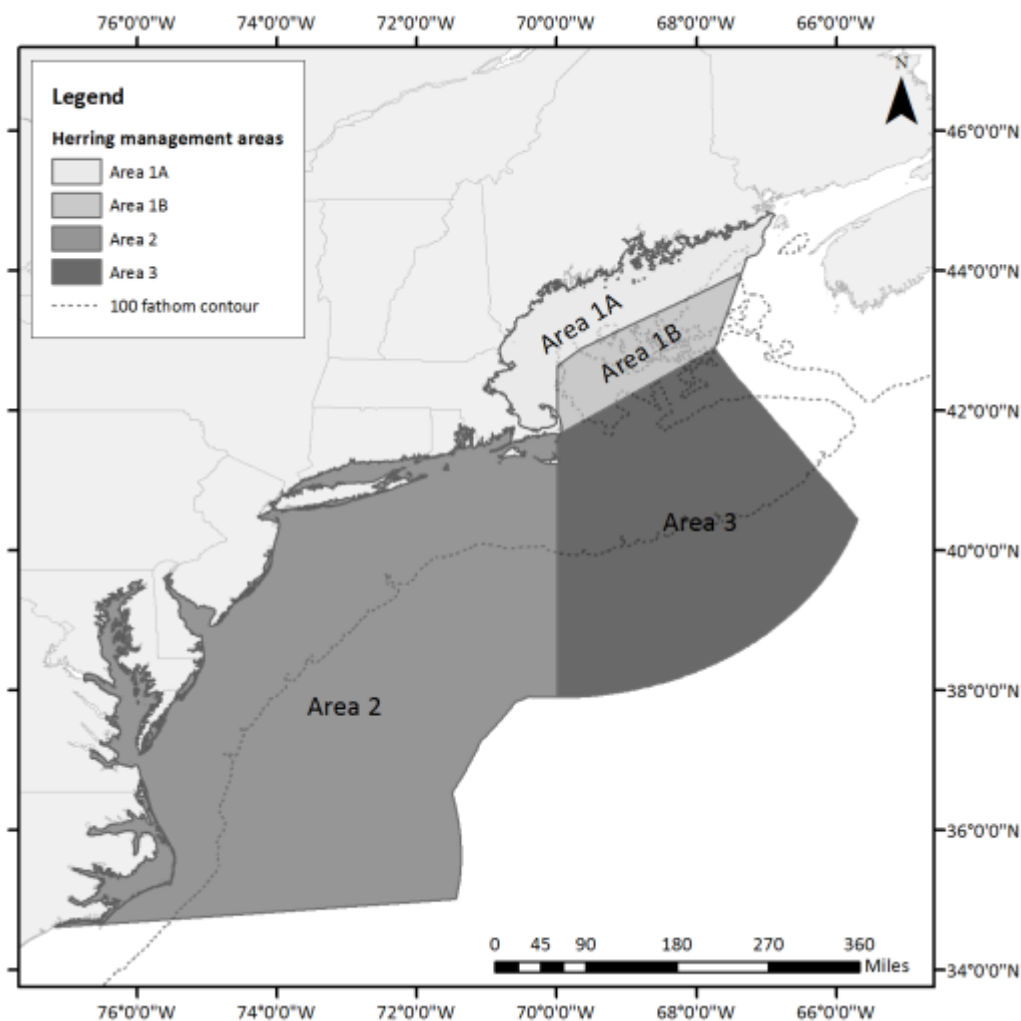 76°0'0"W 74°0'0"W 72°0'0"W 70°0'0"W 68°0'0"W 66°0'0"W
N
Legend
Herring management areas
Area 1A
Area 1B
Area 2
Area 3
100 fathom contour
46°0'0"N
44°0'0"N
Area 1A
Area 1B
42°0'0"N
Area 3
40°0'0"N
38°0'0"N
Area 2
36°0'0"N
0 45 90 180 270 360
Miles
34°0'0"N
76°0'0"W 74°0'0"W 72°0'0"W 70°0'0"W 68°0'0"W 66°0'0"W